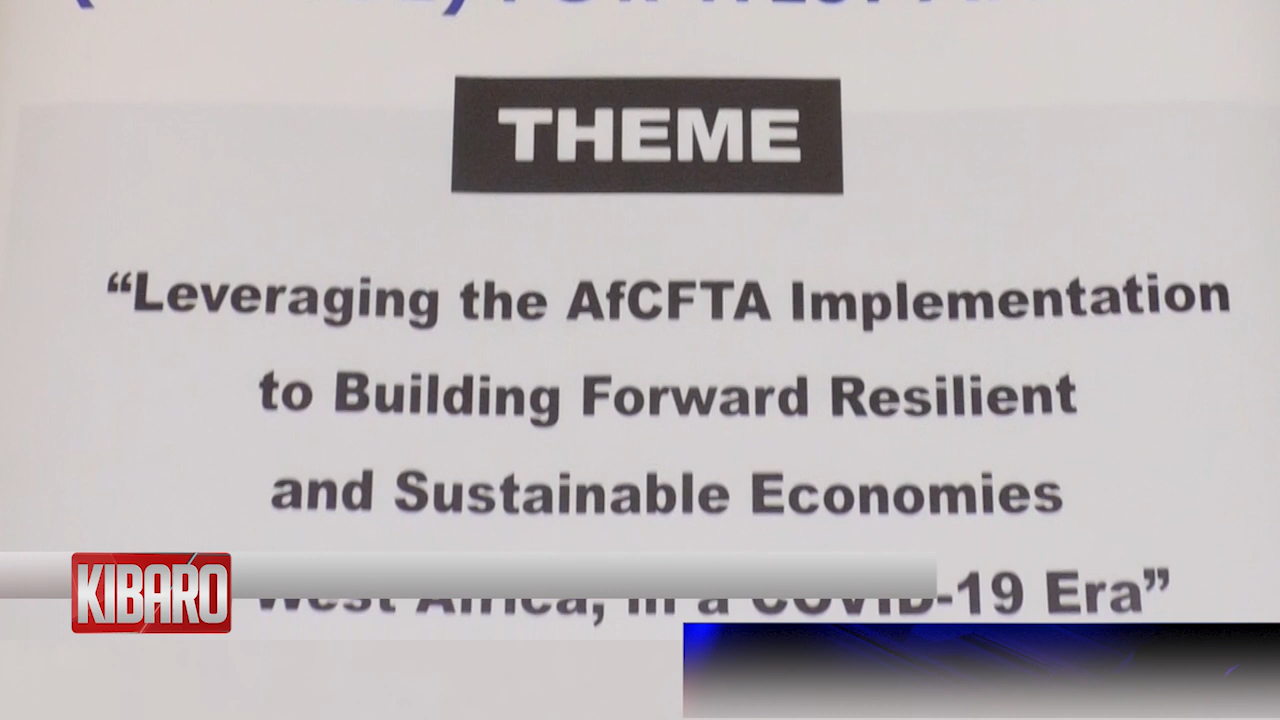 THEME
“Leveraging the AfCFTA Implementation
to Building Forward Resilient
and Sustainable Economies
West Africa, in a COVID-19 Era”
KIBARO